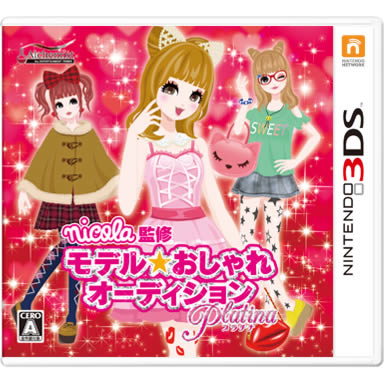 Alchemist
NINTENDO
NETWORK
NINTENDO 3DS
SWEET
nicola監修
モデル★おしゃれ
オーディション
Platina
プラチナ
CERO
A